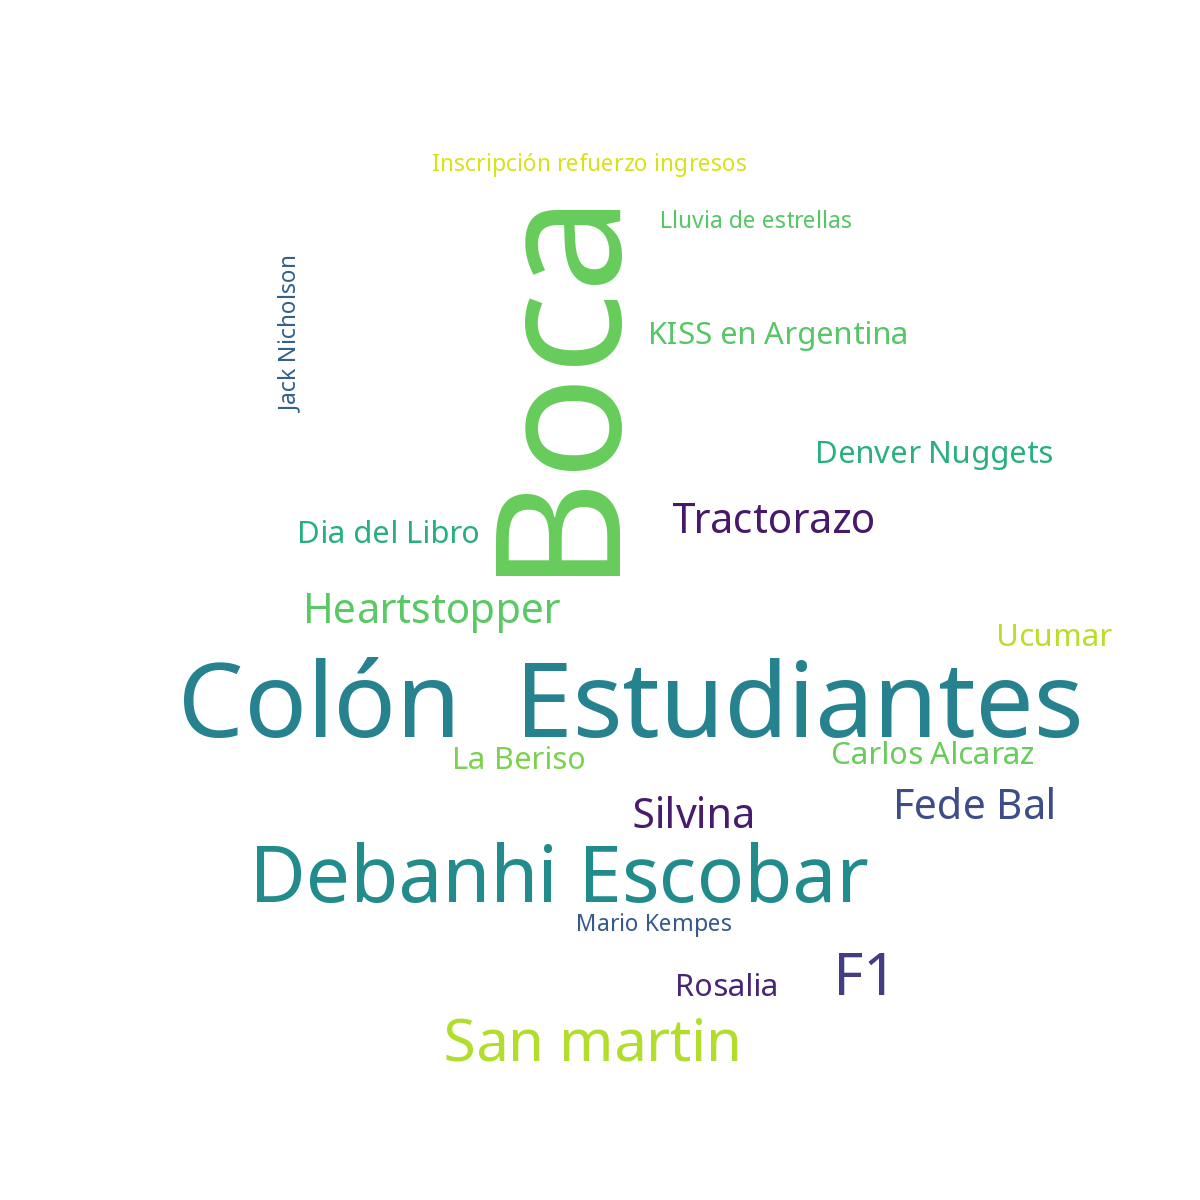 Inscripción refuerzo ingresos
Lluvia de estrellas
Boca
Jack Nicholson
KISS en Argentina
Denver Nuggets
Tractorazo
Dia del Libro
Heartstopper
Ucumar
Colón Estudiantes
La Beriso
Carlos Alcaraz
Silvina
Fede Bal
Debanhi Escobar
Mario Kempes
Rosalia
F1
San martin